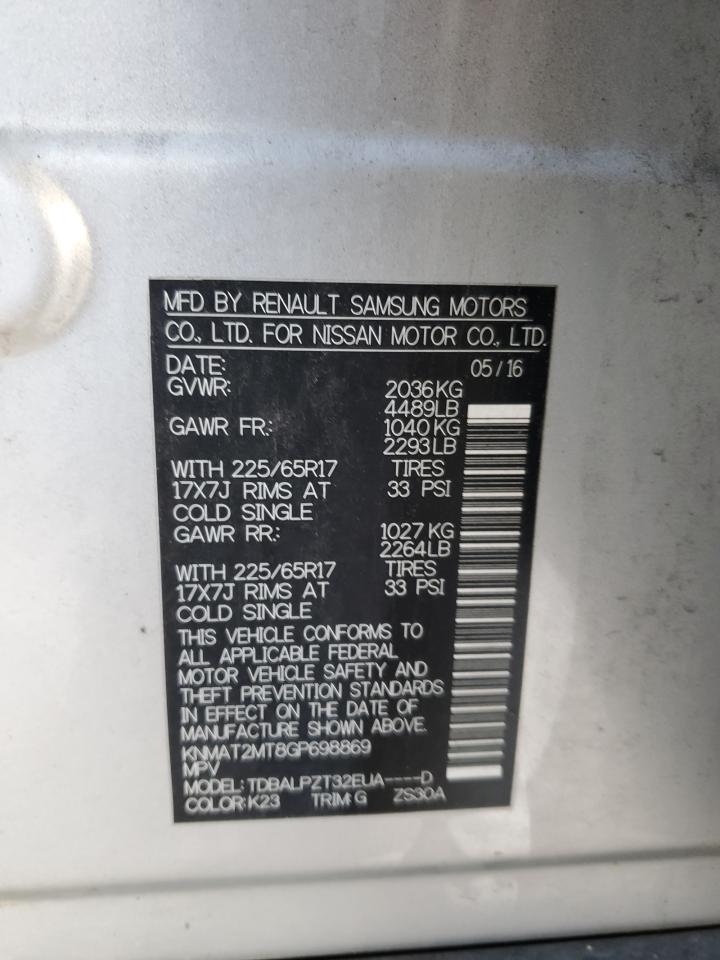 MFD BY RENAULT SAMSUNG MOTORS
CO., LTD. FOR NISSAN MOTOR CO., LTD.
DATE: 05/16
GVWR: 2036KG
4489LB
GAWR FR.: 1040KG
2293LB
WITH 225/65R17 TIRES
17X7J RIMS AT 33 PSI
COLD SINGLE
GAWR RR.: 1027KG
2264LB
WITH 225/65R17 TIRES
17X7J RIMS AT 33 PSI
COLD SINGLE
THIS VEHICLE CONFORMS TO
ALL APPLICABLE FEDERAL
MOTOR VEHICLE SAFETY AND
THEFT PREVENTION STANDARDS
IN EFFECT ON THE DATE OF
MANUFACTURE SHOWN ABOVE.
KNMAT2MT8GP698869
MPV
MODEL: TDBALPZT32EUA----D
COLOR: K23 TRIM: G ZS30A